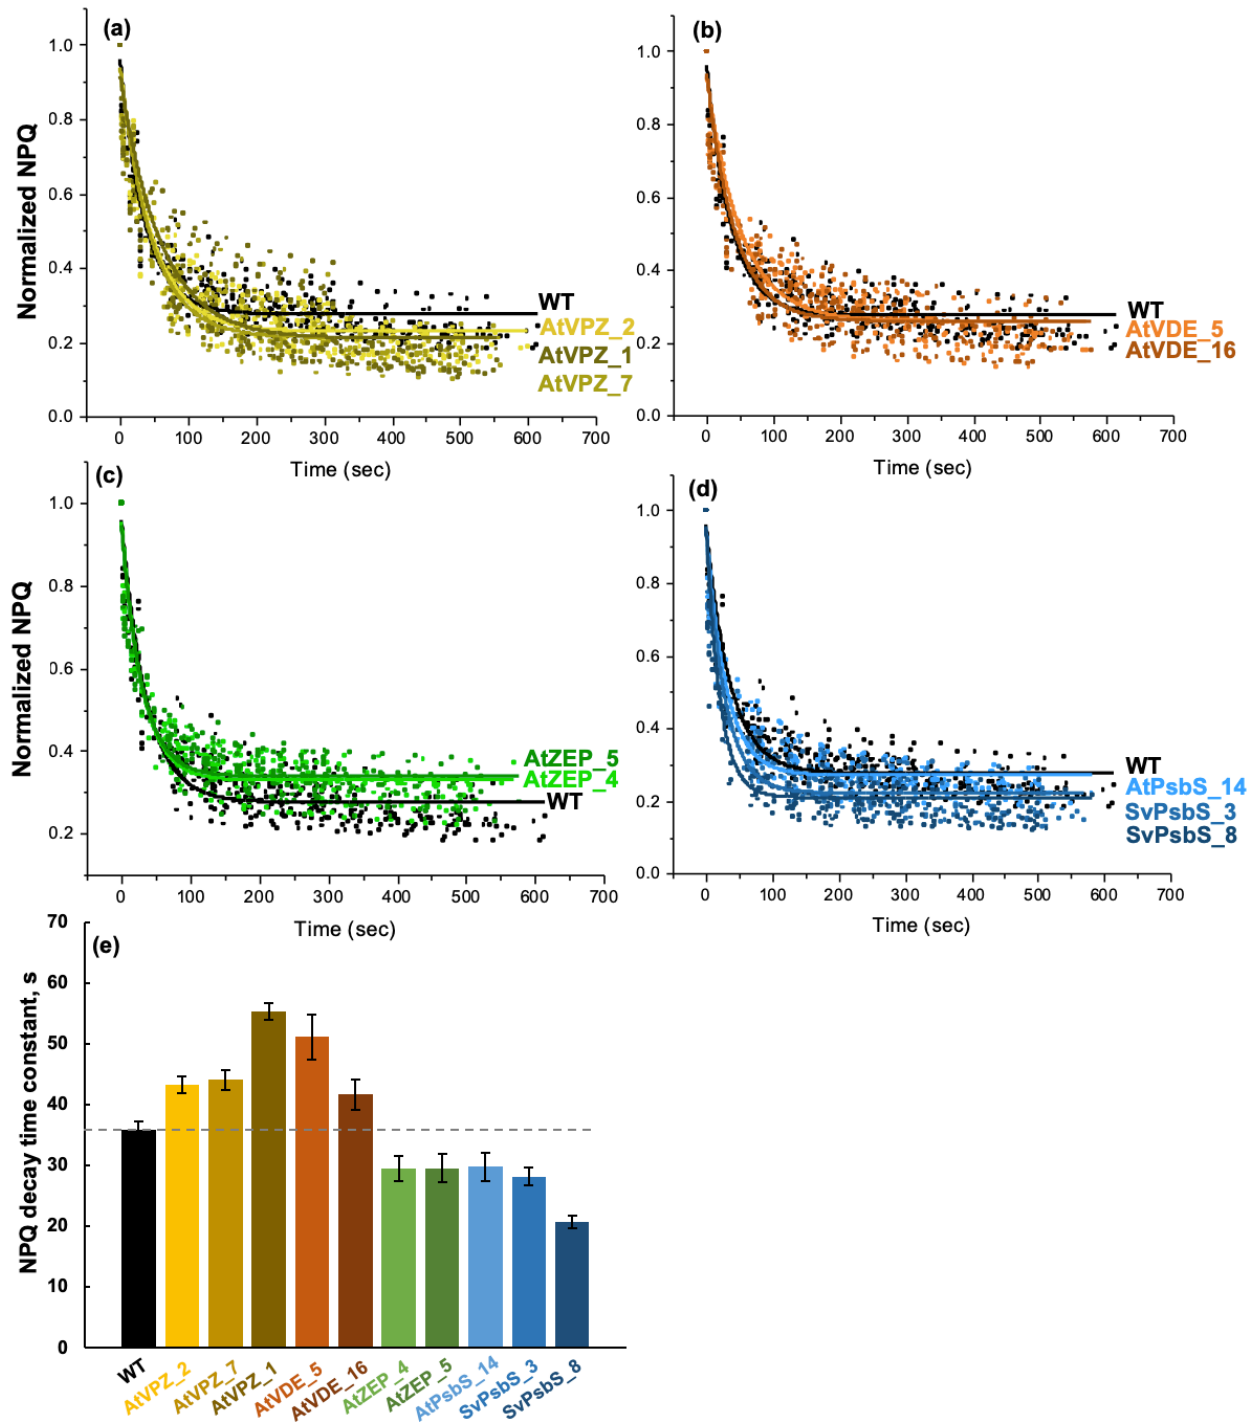 (a)
Normalized NPQ
1.0
0.8
0.6
0.4
0.2
0.0
WT
AtVPZ_2
AtVPZ_1
AtVPZ_7
0 100 200 300 400 500 600 700
Time (sec)
(b)
1.0
0.8
0.6
0.4
0.2
0.0
WT
AtVDE_5
AtVDE_16
0 100 200 300 400 500 600 700
Time (sec)
(c)
Normalized NPQ
1.0
0.8
0.6
0.4
0.2
AtZEP_5
AtZEP_4
WT
0 100 200 300 400 500 600 700
Time (sec)
(d)
1.0
0.8
0.6
0.4
0.2
0.0
WT
AtPsbS_14
SvPsbS_3
SvPsbS_8
0 100 200 300 400 500 600 700
Time (sec)
(e)
NPQ decay time constant, s
70
60
50
40
30
20
10
0
WT
AtVPZ_2
AtVPZ_7
AtVPZ_1
AtVDE_5
AtVDE_16
AtZEP_4
AtZEP_5
AtPsbS_14
SvPsbS_3
SvPsbS_8